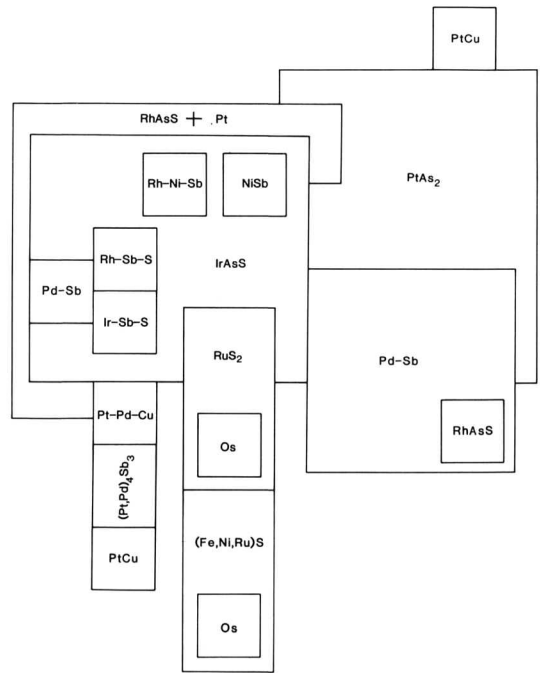 PtCu
RhAsS + Pt
PtAs₂
Rh–Ni–Sb
NiSb
Rh–Sb–S
IrAsS
Pd–Sb
Ir–Sb–S
RuS₂
Pd–Sb
Pt–Pd–Cu
RhAsS
Os
(Pt,Pd)₄Sb₃
(Fe,Ni,Ru)S
PtCu
Os